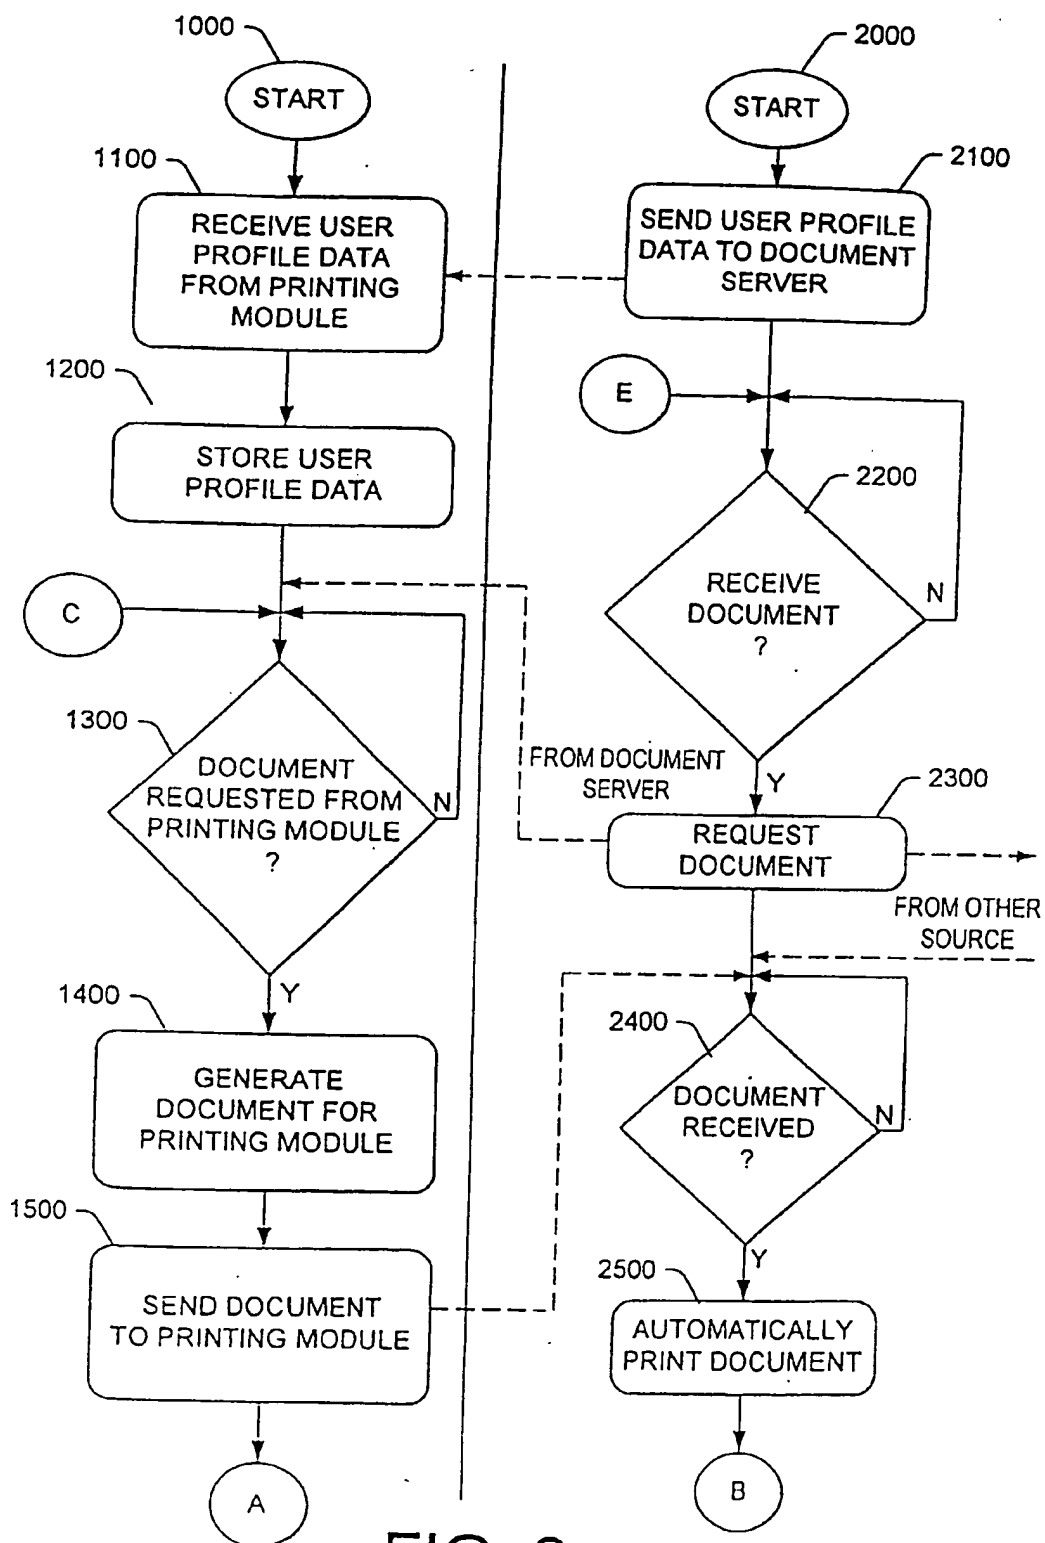 1000
START
1100
RECEIVE USER
PROFILE DATA
FROM PRINTING
MODULE
1200
STORE USER
PROFILE DATA
C
1300
DOCUMENT
REQUESTED FROM
PRINTING MODULE
?
N
Y
1400
GENERATE
DOCUMENT FOR
PRINTING MODULE
1500
SEND DOCUMENT
TO PRINTING MODULE
A
2000
START
2100
SEND USER PROFILE
DATA TO DOCUMENT
SERVER
E
2200
RECEIVE
DOCUMENT
?
N
Y
FROM DOCUMENT
SERVER
2300
REQUEST
DOCUMENT
FROM OTHER
SOURCE
2400
DOCUMENT
RECEIVED
?
N
Y
2500
AUTOMATICALLY
PRINT DOCUMENT
B
FIG.